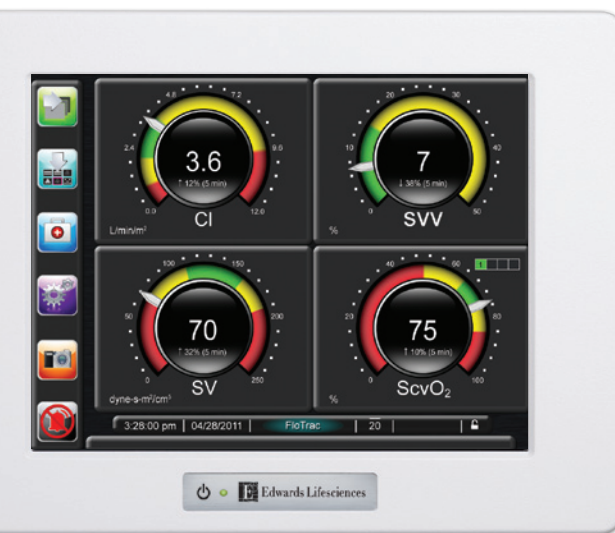 4.8 7.2
2.4 9.6
3.6
↑ 12% (5 min)
0.0 12.0
CI
L/min/m²
20 30
10 40
7
↓ 38% (5 min)
0 50
SVV
%
100 150
50 200
70
↑ 32% (5 min)
0 250
SV
dyne-s-m²/cm⁵
40 60
1
20 80
75
↑ 10% (5 min)
0 100
ScvO₂
%
3:28:00 pm | 04/28/2011 | FloTrac | 20 |
E Edwards Lifesciences